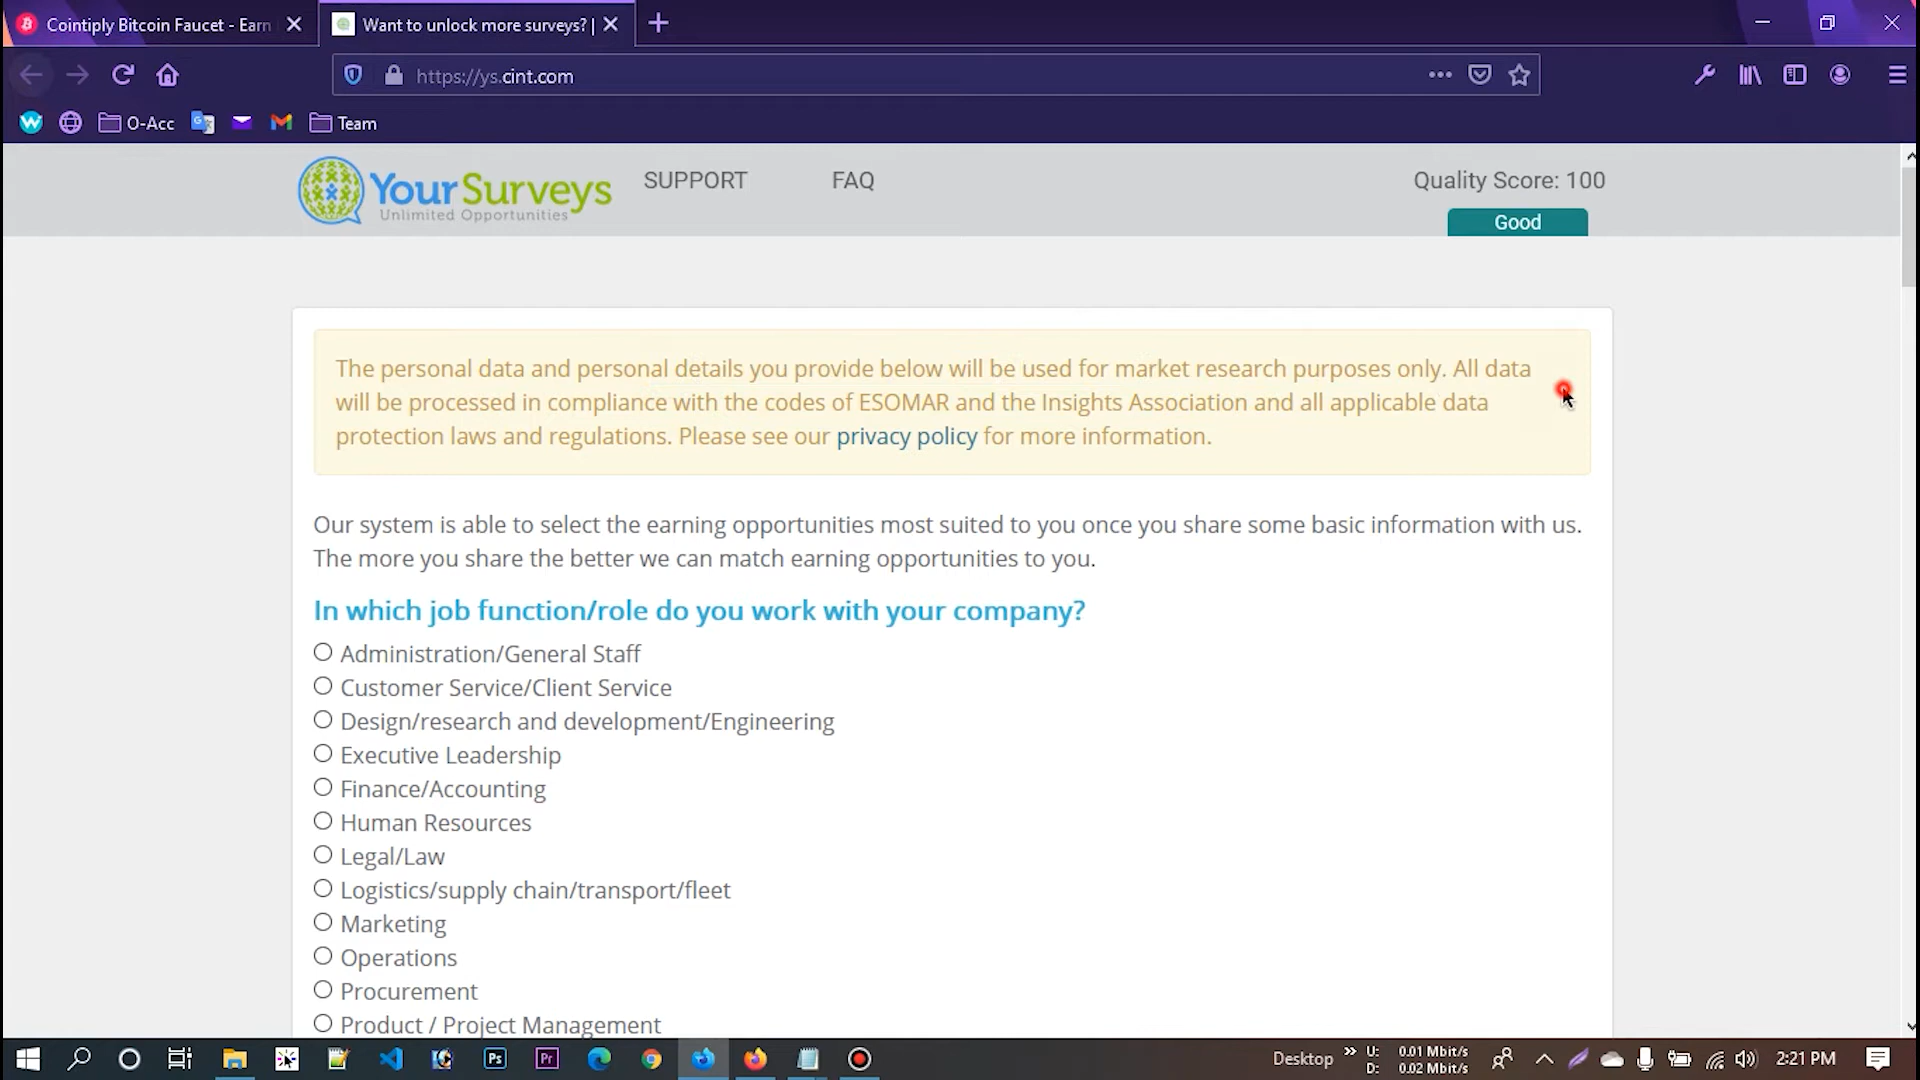 Cointiply Bitcoin Faucet - Earn
Want to unlock more surveys? |
https://ys.cint.com
O-Acc
Team
YourSurveys
Unlimited Opportunities
SUPPORT
FAQ
Quality Score: 100
Good
The personal data and personal details you provide below will be used for market research purposes only. All data
will be processed in compliance with the codes of ESOMAR and the Insights Association and all applicable data
protection laws and regulations. Please see our privacy policy for more information.
Our system is able to select the earning opportunities most suited to you once you share some basic information with us.
The more you share the better we can match earning opportunities to you.
In which job function/role do you work with your company?
Administration/General Staff
Customer Service/Client Service
Design/research and development/Engineering
Executive Leadership
Finance/Accounting
Human Resources
Legal/Law
Logistics/supply chain/transport/fleet
Marketing
Operations
Procurement
Product / Project Management
Ps
Pr
Desktop
U: 0.01 Mbit/s
D: 0.02 Mbit/s
2:21 PM